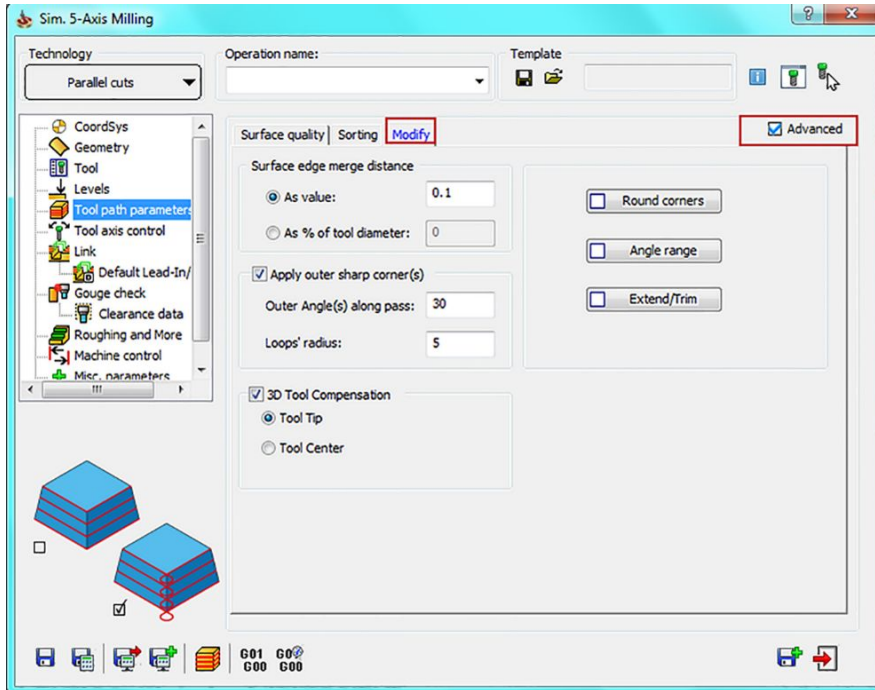 Sim. 5-Axis Milling
Technology
Parallel cuts
Operation name:
Template
CoordSys
Geometry
Tool
Levels
Tool path parameters
Tool axis control
Link
Default Lead-In/
Gouge check
Clearance data
Roughing and More
Machine control
Misc. parameters
Surface quality
Sorting
Modify
Advanced
Surface edge merge distance
As value:
0.1
As % of tool diameter:
0
Apply outer sharp corner(s)
Outer Angle(s) along pass:
30
Loops' radius:
5
3D Tool Compensation
Tool Tip
Tool Center
Round corners
Angle range
Extend/Trim
G01 G0
G00 G00